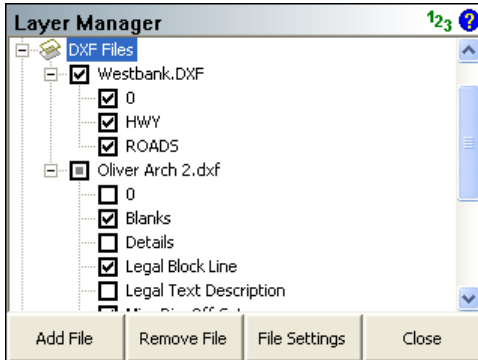 Layer Manager 123 ?
DXF Files
Westbank.DXF
0
HWY
ROADS
Oliver Arch 2.dxf
0
Blanks
Details
Legal Block Line
Legal Text Description
Add File Remove File File Settings Close